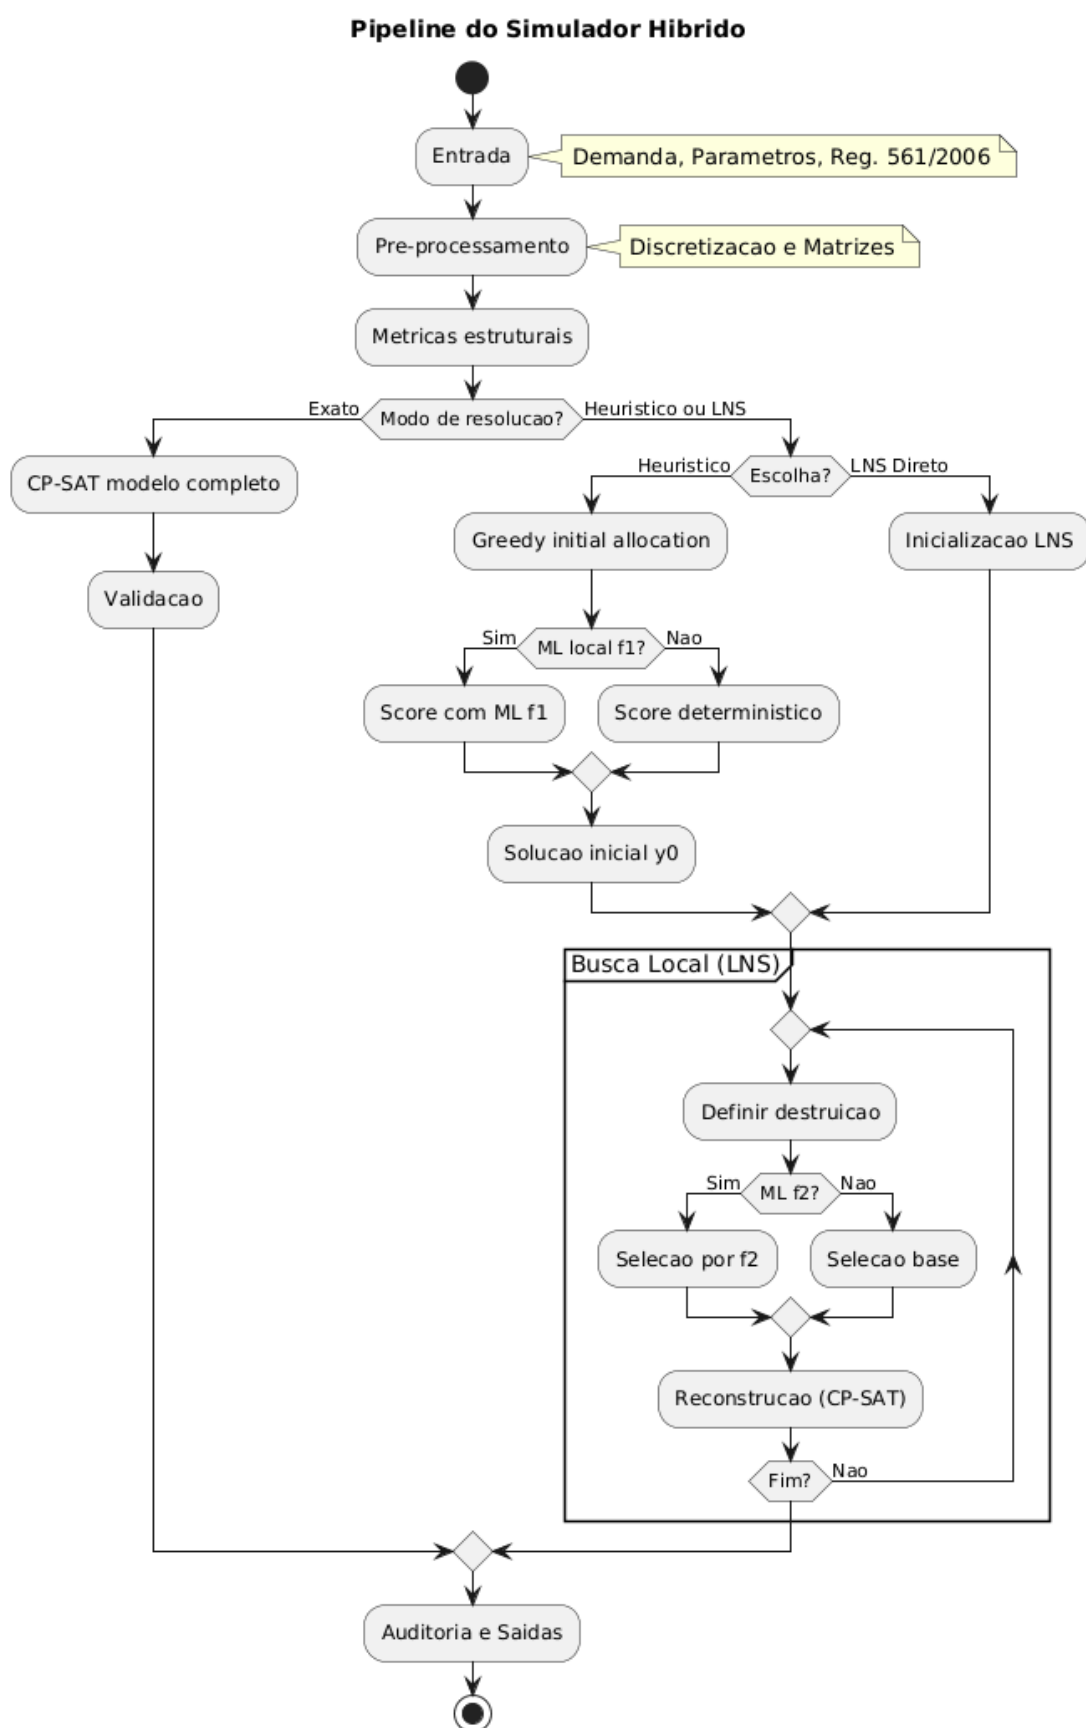 Pipeline do Simulador Hibrido
Entrada
Demanda, Parametros, Reg. 561/2006
Pre-processamento
Discretizacao e Matrizes
Metricas estruturais
Modo de resolucao?
Exato
Heuristico ou LNS
CP-SAT modelo completo
Validacao
Escolha?
Heuristico
LNS Direto
Greedy initial allocation
Inicializacao LNS
ML local f1?
Sim
Nao
Score com ML f1
Score deterministico
Solucao inicial y0
Busca Local (LNS)
Definir destruicao
ML f2?
Sim
Nao
Selecao por f2
Selecao base
Reconstrucao (CP-SAT)
Fim?
Nao
Auditoria e Saidas